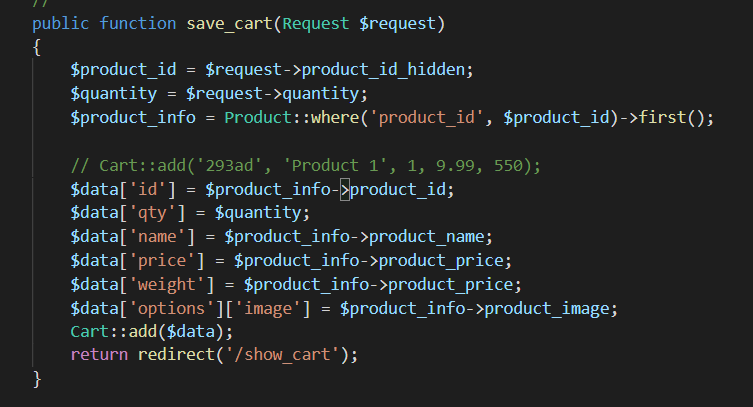 //
public function save_cart(Request $request)
{
    $product_id = $request->product_id_hidden;
    $quantity = $request->quantity;
    $product_info = Product::where('product_id', $product_id)->first();

    // Cart::add('293ad', 'Product 1', 1, 9.99, 550);
    $data['id'] = $product_info->product_id;
    $data['qty'] = $quantity;
    $data['name'] = $product_info->product_name;
    $data['price'] = $product_info->product_price;
    $data['weight'] = $product_info->product_price;
    $data['options']['image'] = $product_info->product_image;
    Cart::add($data);
    return redirect('/show_cart');
}